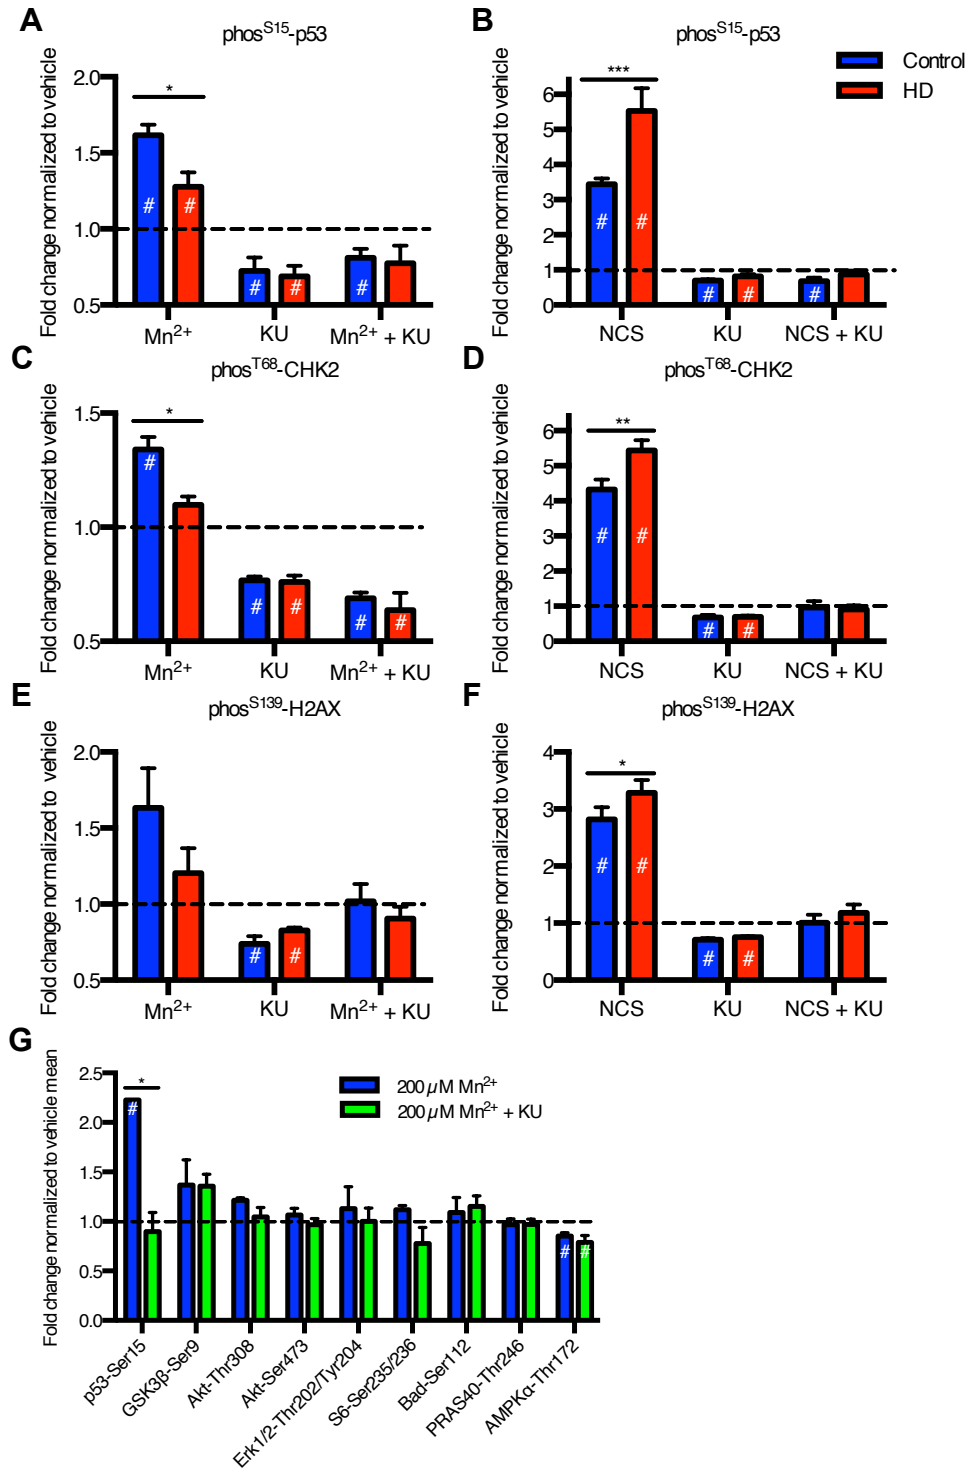 A
phosS15-p53
Fold change normalized to vehicle
2.0
1.5
1.0
0.5
*
#
#
#
#
#
Mn2+
KU
Mn2+ + KU
B
phosS15-p53
Control
HD
Fold change normalized to vehicle
6
5
4
3
2
1
0
***
#
#
#
#
#
NCS
KU
NCS + KU
C
phosT68-CHK2
Fold change normalized to vehicle
1.5
1.0
0.5
*
#
#
#
#
#
Mn2+
KU
Mn2+ + KU
D
phosT68-CHK2
Fold change normalized to vehicle
6
5
4
3
2
1
0
**
#
#
#
#
NCS
KU
NCS + KU
E
phosS139-H2AX
Fold change normalized to vehicle
2.0
1.5
1.0
0.5
#
#
Mn2+
KU
Mn2+ + KU
F
phosS139-H2AX
Fold change normalized to vehicle
4
3
2
1
0
*
#
#
#
#
NCS
KU
NCS + KU
G
Fold change normalized to vehicle mean
2.5
2.0
1.5
1.0
0.5
0.0
*
#
200 µM Mn2+
200 µM Mn2+ + KU
#
#
p53-Ser15
GSK3β-Ser9
Akt-Thr308
Akt-Ser473
Erk1/2-Thr202/Tyr204
S6-Ser235/236
Bad-Ser112
PRAS40-Thr246
AMPKα-Thr172